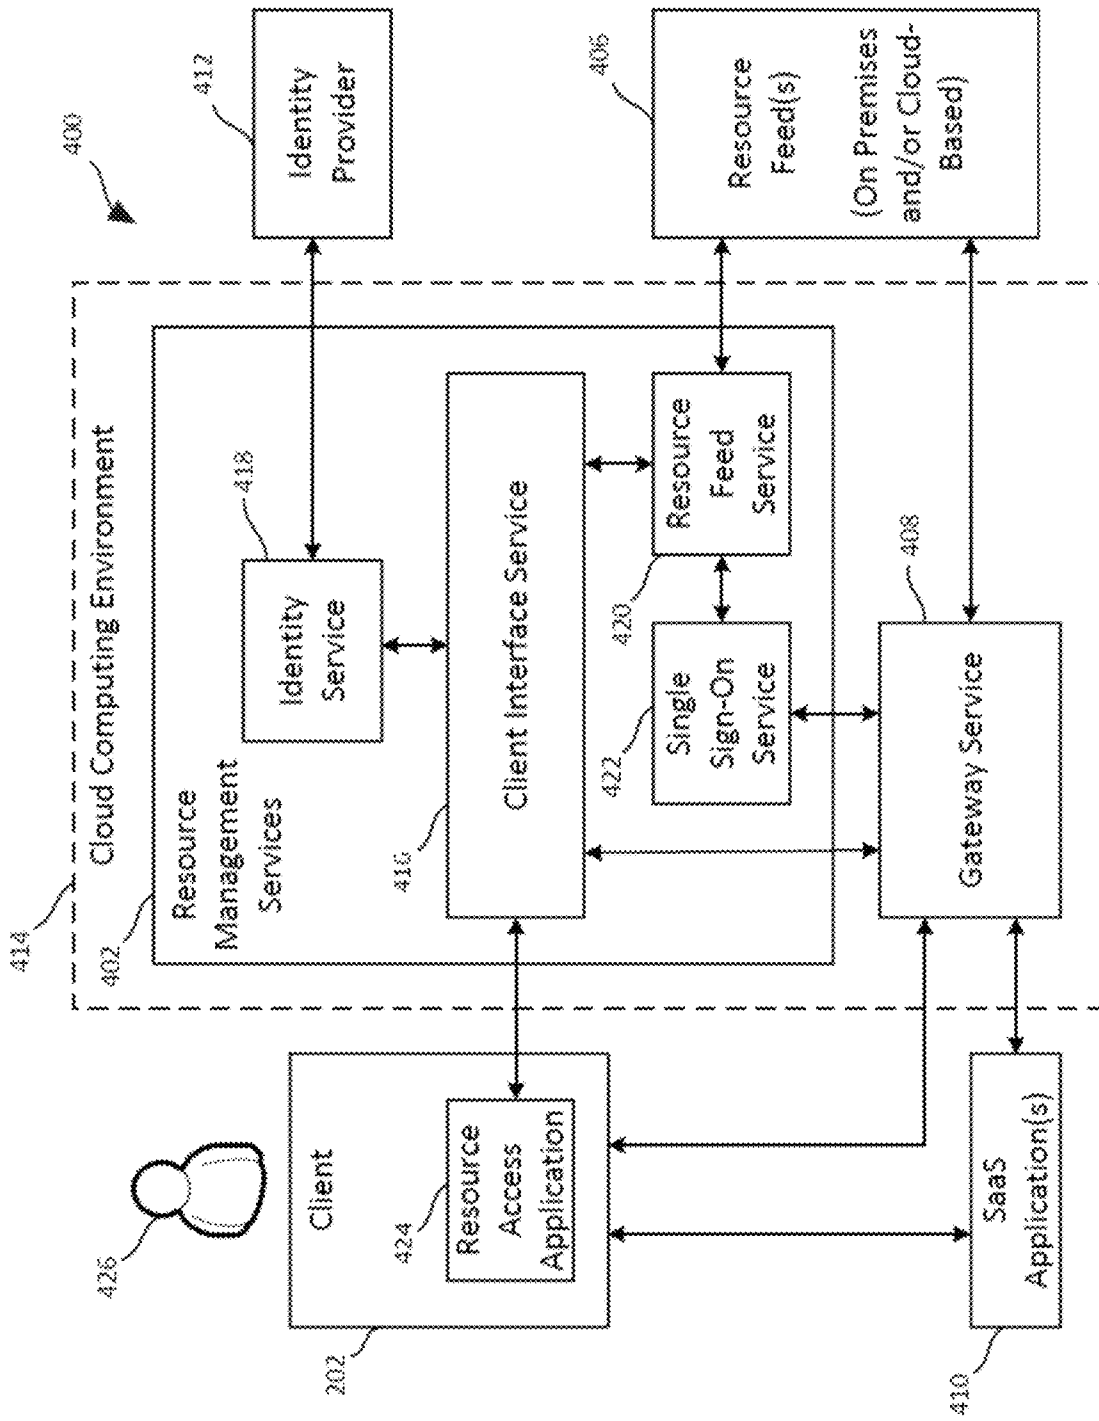 400
414
Cloud Computing Environment
402
Resource
Management
Services
426
Client
202
424
Resource
Access
Application
418
Identity
Service
412
Identity
Provider
416
Client Interface Service
422
Single
Sign-On
Service
420
Resource
Feed
Service
406
Resource
Feed(s)
(On Premises
and/or Cloud-
Based)
410
SaaS
Application(s)
408
Gateway Service